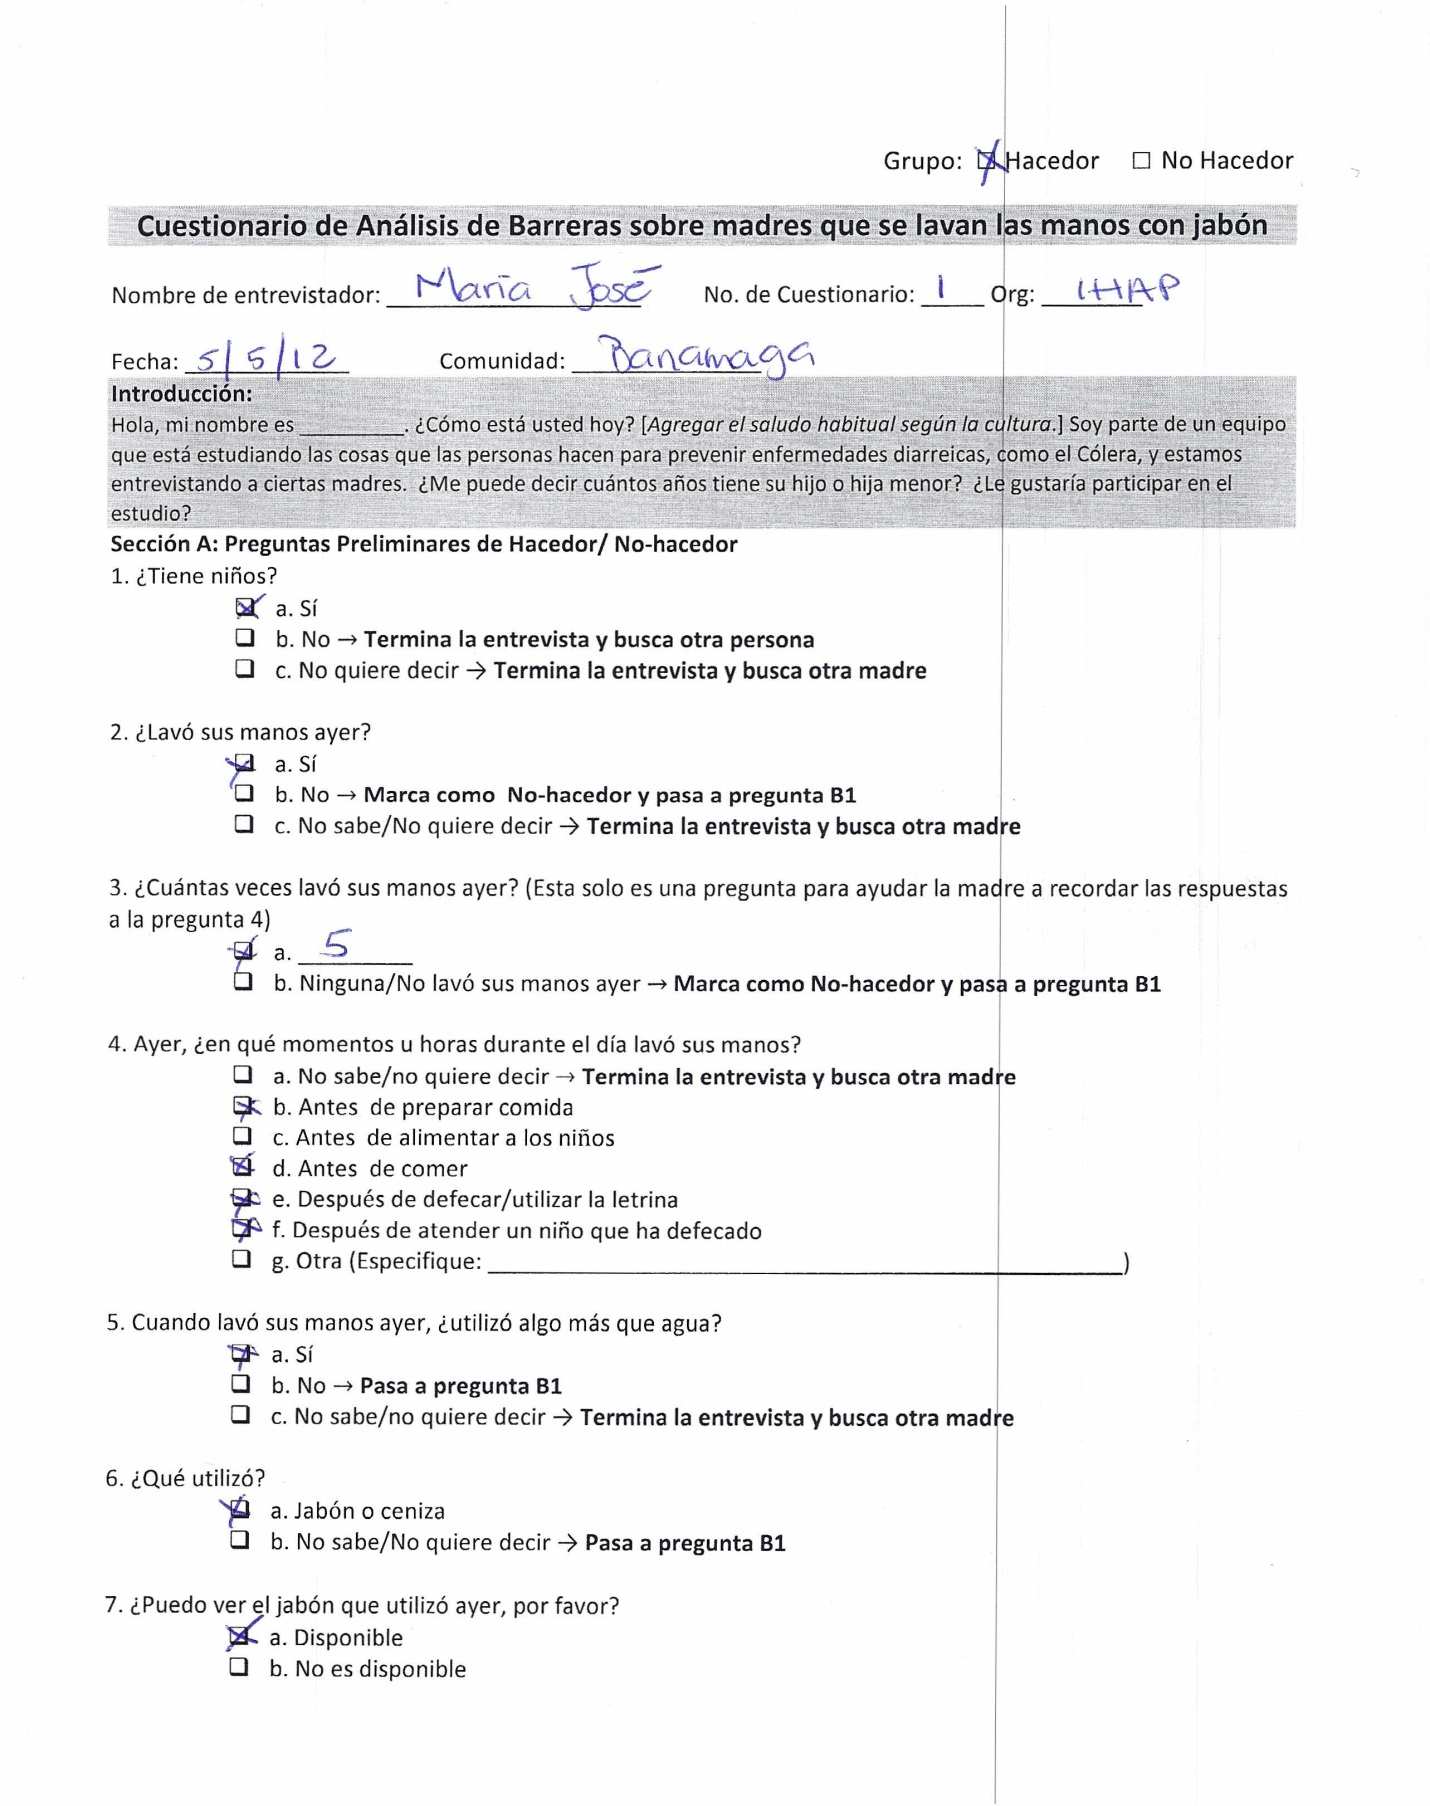 Grupo: ☒ Hacedor ☐ No Hacedor
Cuestionario de Análisis de Barreras sobre madres que se lavan las manos con jabón
Nombre de entrevistador: María José No. de Cuestionario: 1 Org: IHAP
Fecha: 5/5/12 Comunidad: Banamaga
Introducción:
Hola, mi nombre es _________. ¿Cómo está usted hoy? [Agregar el saludo habitual según la cultura.] Soy parte de un equipo
que está estudiando las cosas que las personas hacen para prevenir enfermedades diarreicas, como el Cólera, y estamos
entrevistando a ciertas madres. ¿Me puede decir cuántos años tiene su hijo o hija menor? ¿Le gustaría participar en el
estudio?
Sección A: Preguntas Preliminares de Hacedor/ No-hacedor
1. ¿Tiene niños?
☒ a. Sí
☐ b. No → Termina la entrevista y busca otra persona
☐ c. No quiere decir → Termina la entrevista y busca otra madre
2. ¿Lavó sus manos ayer?
☒ a. Sí
☐ b. No → Marca como No-hacedor y pasa a pregunta B1
☐ c. No sabe/No quiere decir → Termina la entrevista y busca otra madre
3. ¿Cuántas veces lavó sus manos ayer? (Esta solo es una pregunta para ayudar la madre a recordar las respuestas
a la pregunta 4)
☒ a. 5
☐ b. Ninguna/No lavó sus manos ayer → Marca como No-hacedor y pasa a pregunta B1
4. Ayer, ¿en qué momentos u horas durante el día lavó sus manos?
☐ a. No sabe/no quiere decir → Termina la entrevista y busca otra madre
☒ b. Antes de preparar comida
☐ c. Antes de alimentar a los niños
☒ d. Antes de comer
☒ e. Después de defecar/utilizar la letrina
☒ f. Después de atender un niño que ha defecado
☐ g. Otra (Especifique: ____________________)
5. Cuando lavó sus manos ayer, ¿utilizó algo más que agua?
☒ a. Sí
☐ b. No → Pasa a pregunta B1
☐ c. No sabe/no quiere decir → Termina la entrevista y busca otra madre
6. ¿Qué utilizó?
☒ a. Jabón o ceniza
☐ b. No sabe/No quiere decir → Pasa a pregunta B1
7. ¿Puedo ver el jabón que utilizó ayer, por favor?
☒ a. Disponible
☐ b. No es disponible